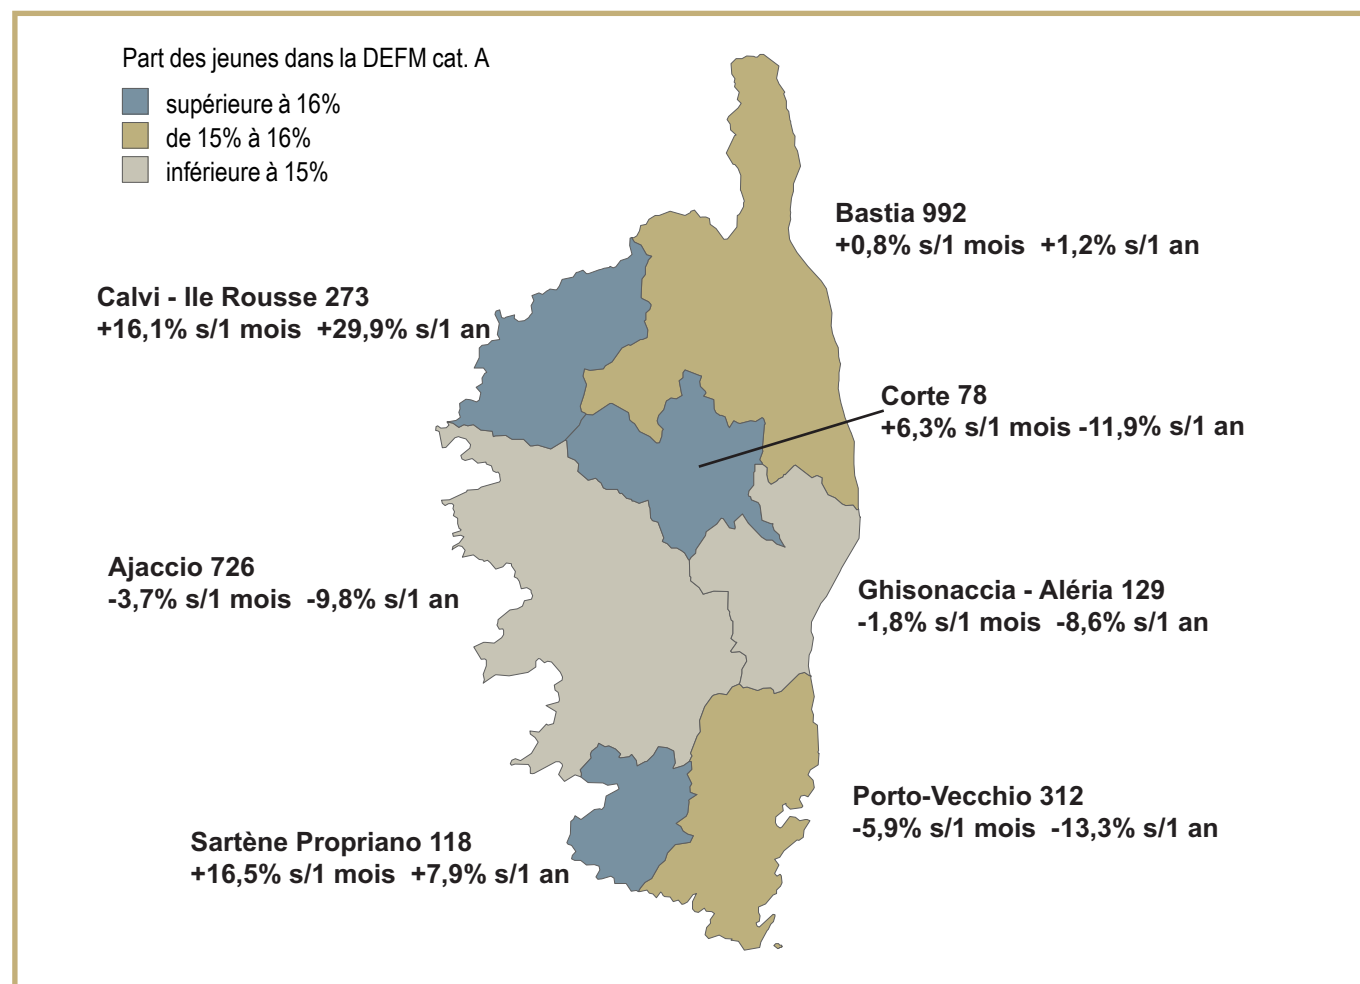 Part des jeunes dans la DEFM cat. A
supérieure à 16%
de 15% à 16%
inférieure à 15%
Bastia 992
+0,8% s/1 mois +1,2% s/1 an
Calvi - Ile Rousse 273
+16,1% s/1 mois +29,9% s/1 an
Corte 78
+6,3% s/1 mois -11,9% s/1 an
Ajaccio 726
-3,7% s/1 mois -9,8% s/1 an
Ghisonaccia - Aléria 129
-1,8% s/1 mois -8,6% s/1 an
Porto-Vecchio 312
-5,9% s/1 mois -13,3% s/1 an
Sartène Propriano 118
+16,5% s/1 mois +7,9% s/1 an